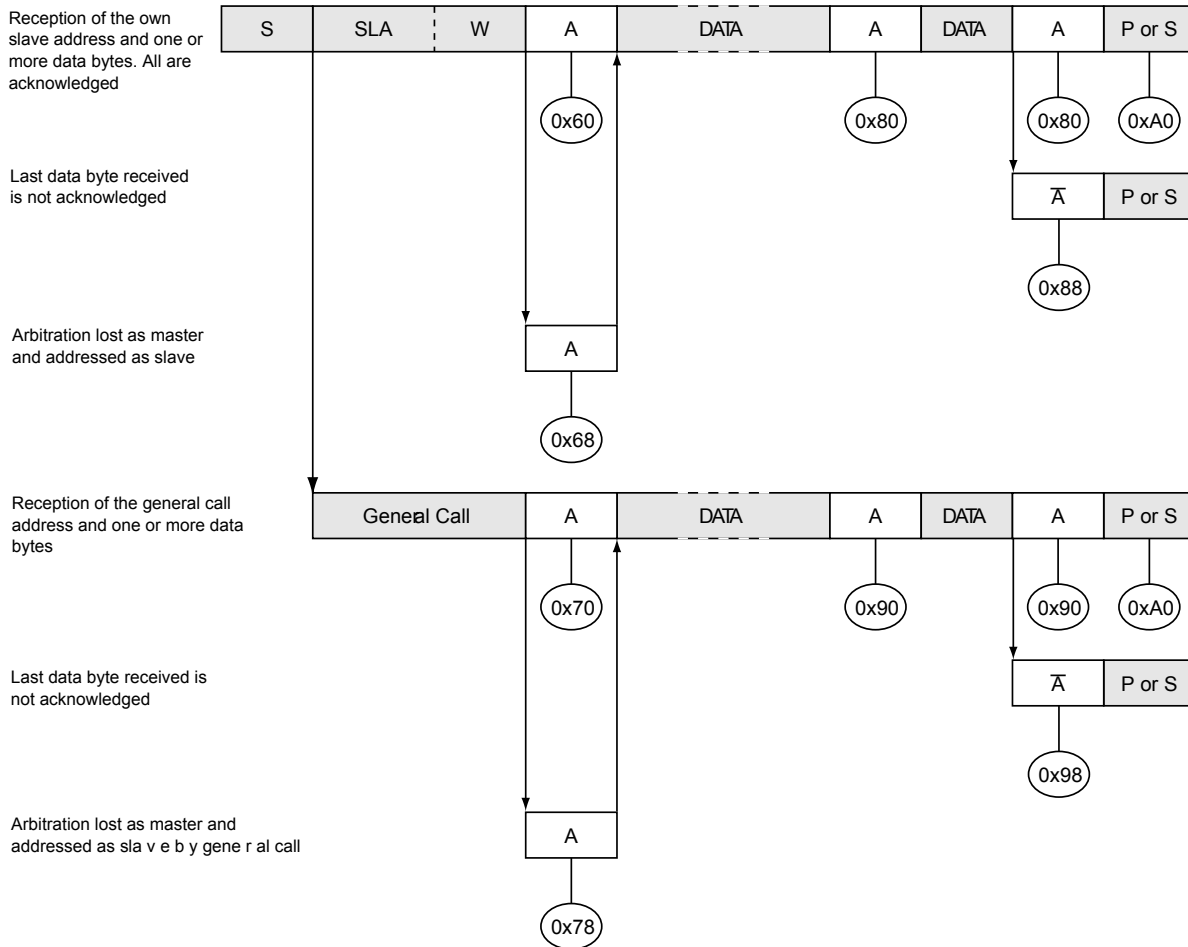 Reception of the own
slave address and one or
more data bytes. All are
acknowledged
S SLA W A DATA A DATA A P or S
0x60 0x80 0x80 0xA0
Last data byte received
is not acknowledged
A̅ P or S
0x88
Arbitration lost as master
and addressed as slave
A
0x68
Reception of the general call
address and one or more data
bytes
General Call A DATA A DATA A P or S
0x70 0x90 0x90 0xA0
Last data byte received is
not acknowledged
A̅ P or S
0x98
Arbitration lost as master and
addressed as sla v e b y gene r al call
A
0x78